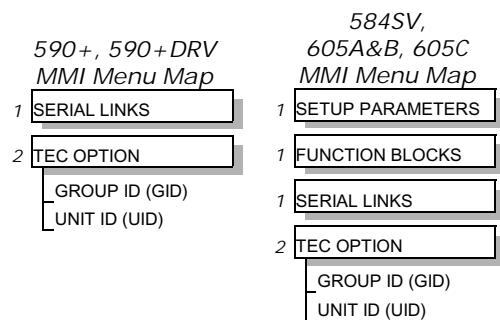 590+, 590+DRV
MMI Menu Map
1 SERIAL LINKS
2 TEC OPTION
GROUP ID (GID)
UNIT ID (UID)
584SV,
605A&B, 605C
MMI Menu Map
1 SETUP PARAMETERS
1 FUNCTION BLOCKS
1 SERIAL LINKS
2 TEC OPTION
GROUP ID (GID)
UNIT ID (UID)